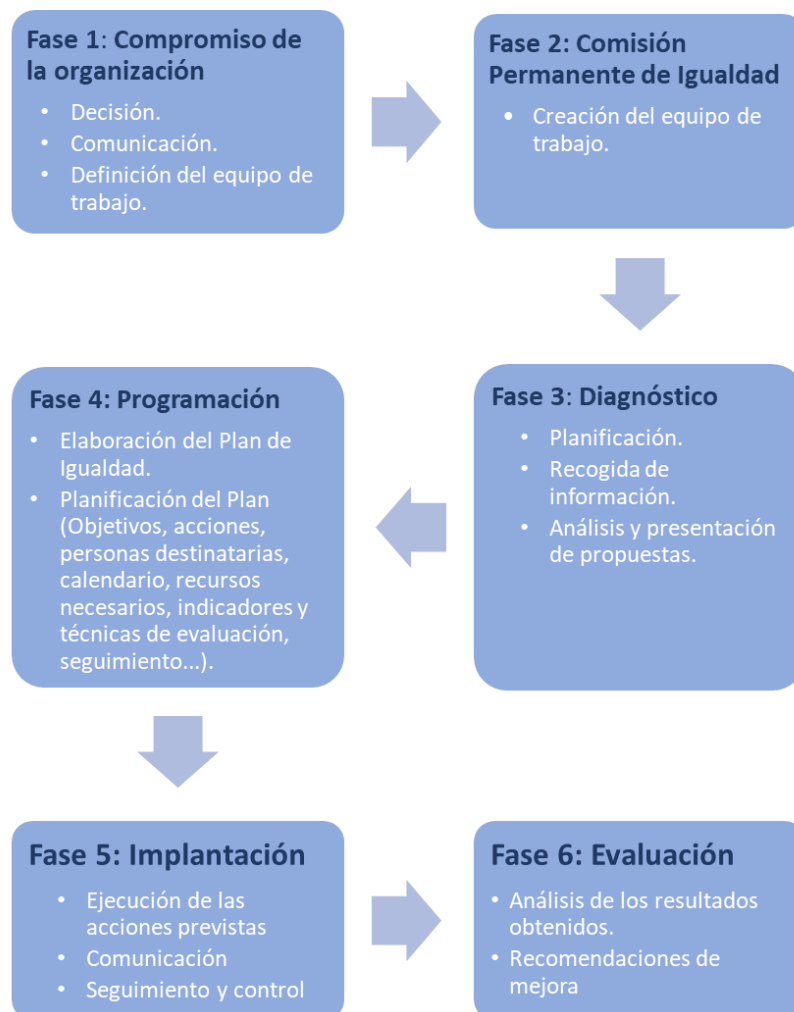 Fase 1: Compromiso de
la organización
• Decisión.
• Comunicación.
• Definición del equipo de
trabajo.
Fase 2: Comisión
Permanente de Igualdad
• Creación del equipo de
trabajo.
Fase 3: Diagnóstico
• Planificación.
• Recogida de
información.
• Análisis y presentación
de propuestas.
Fase 4: Programación
• Elaboración del Plan de
Igualdad.
• Planificación del Plan
(Objetivos, acciones,
personas destinatarias,
calendario, recursos
necesarios, indicadores y
técnicas de evaluación,
seguimiento...).
Fase 5: Implantación
• Ejecución de las
acciones previstas
• Comunicación
• Seguimiento y control
Fase 6: Evaluación
• Análisis de los resultados
obtenidos.
• Recomendaciones de
mejora